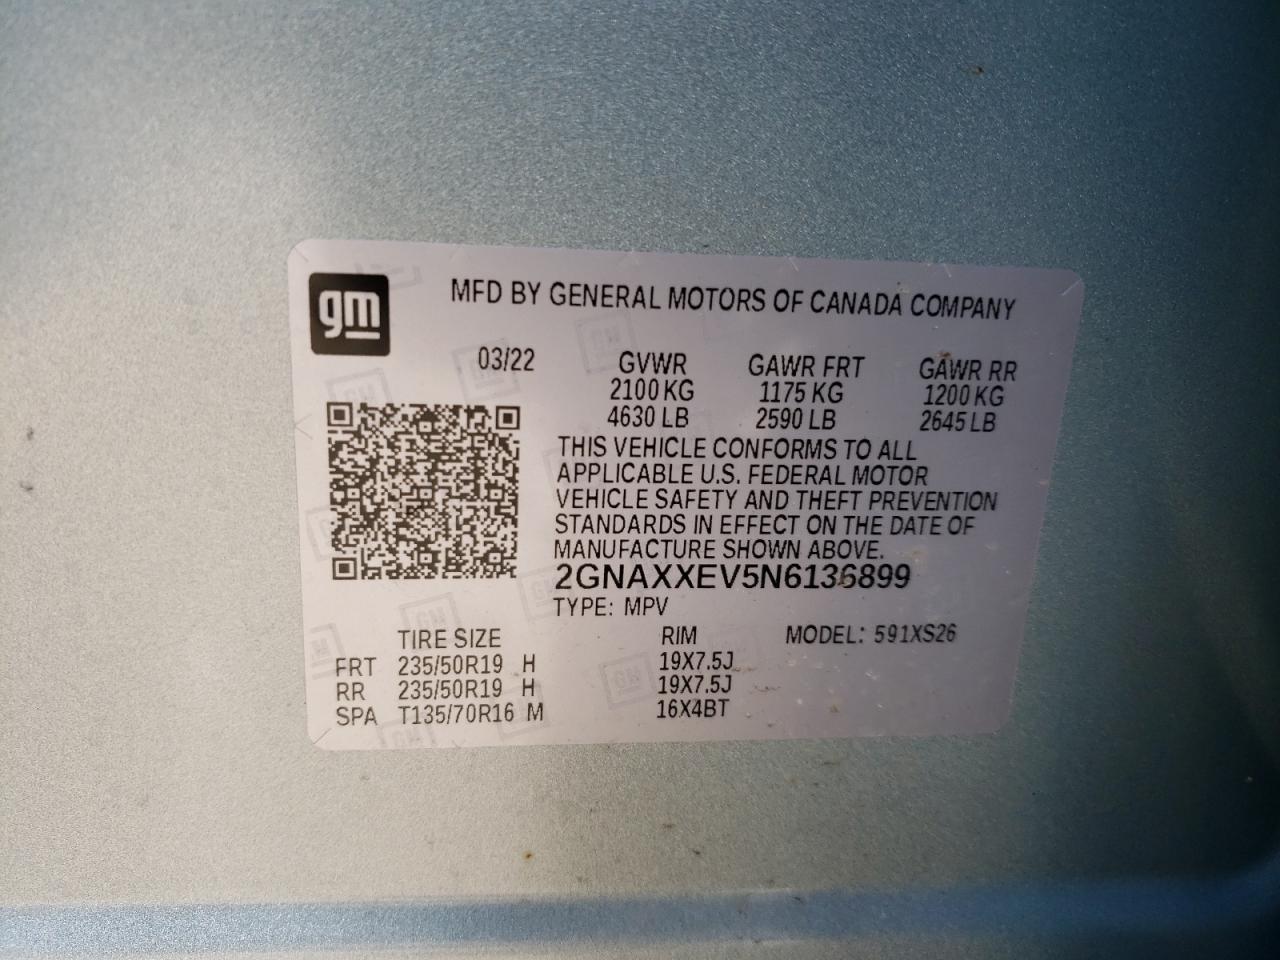 gm
MFD BY GENERAL MOTORS OF CANADA COMPANY
03/22 GVWR GAWR FRT GAWR RR
2100 KG 1175 KG 1200 KG
4630 LB 2590 LB 2645 LB
THIS VEHICLE CONFORMS TO ALL
APPLICABLE U.S. FEDERAL MOTOR
VEHICLE SAFETY AND THEFT PREVENTION
STANDARDS IN EFFECT ON THE DATE OF
MANUFACTURE SHOWN ABOVE.
2GNAXXEV5N6136899
TYPE: MPV
TIRE SIZE RIM MODEL: 591XS26
FRT 235/50R19 H 19X7.5J
RR 235/50R19 H 19X7.5J
SPA T135/70R16 M 16X4BT